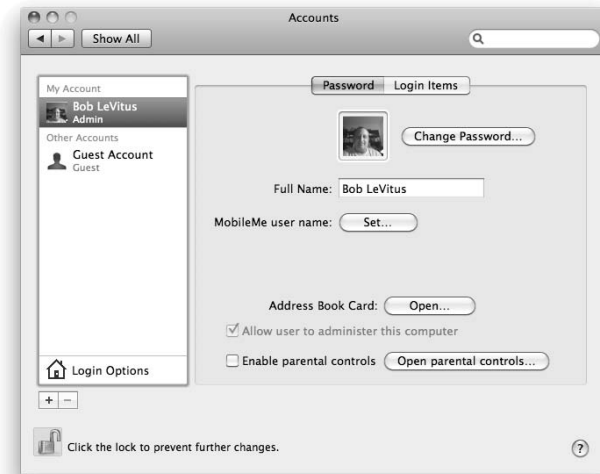 Accounts
Show All
My Account
Bob LeVitus
Admin
Other Accounts
Guest Account
Guest
Login Options
+ −
Password Login Items
Change Password...
Full Name: Bob LeVitus
MobileMe user name: Set...
Address Book Card: Open...
Allow user to administer this computer
Enable parental controls Open parental controls...
Click the lock to prevent further changes.
?